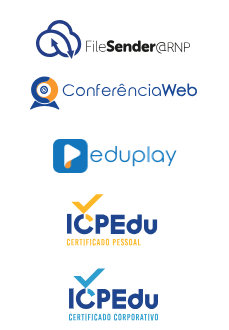 FileSender@RNP
ConferênciaWeb
eduplay
ICPEdu
CERTIFICADO PESSOAL
ICPEdu
CERTIFICADO CORPORATIVO